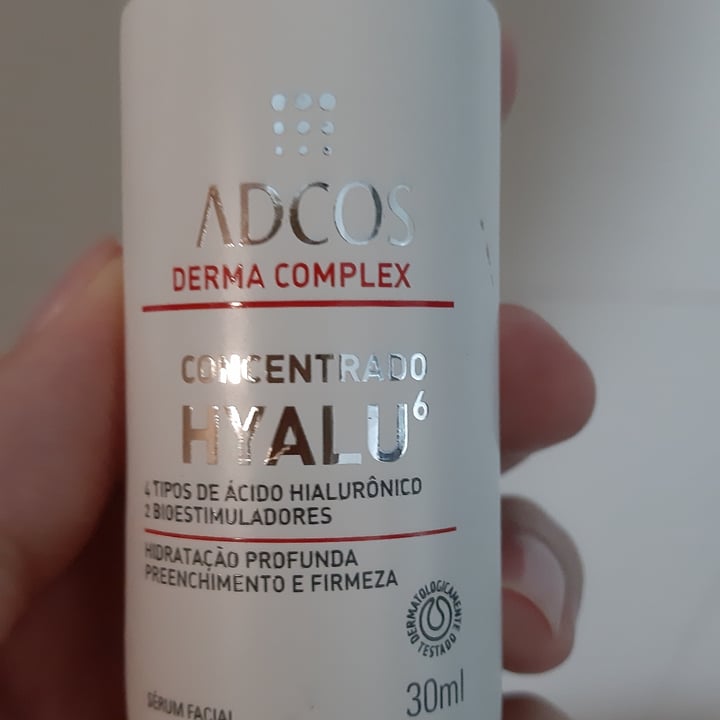 ADCOS
DERMA COMPLEX
CONCENTRADO
HYALU⁶
4 TIPOS DE ÁCIDO HIALURÔNICO
2 BIOESTIMULADORES
HIDRATAÇÃO PROFUNDA
PREENCHIMENTO E FIRMEZA
DERMATOLOGICAMENTE TESTADO
SÉRUM FACIAL
30ml